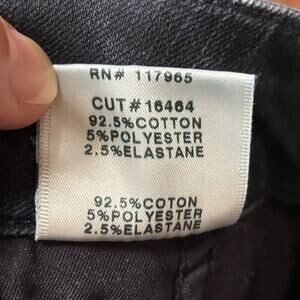 RN# 117965
CUT#16464
92.5%COTTON
5%POLYESTER
2.5%ELASTANE
92.5%COTON
5%POLYESTER
2.5%ELASTANE